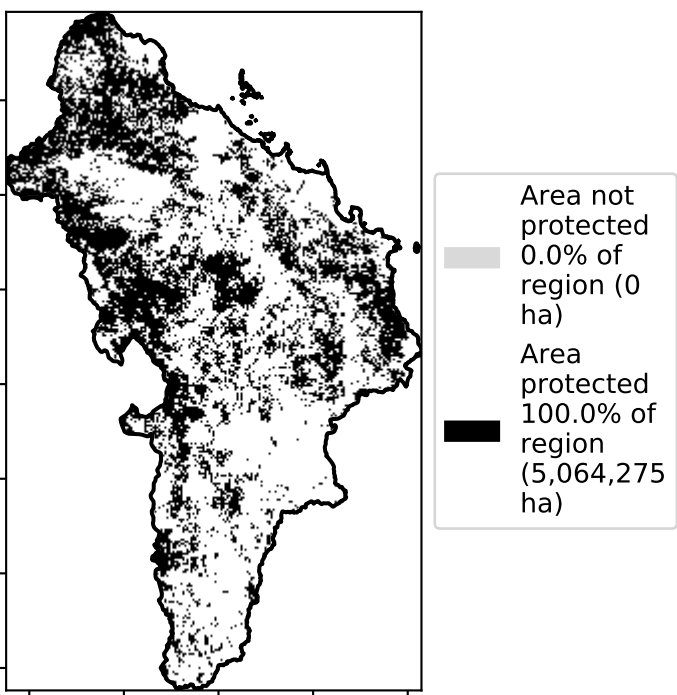 Area not
protected
0.0% of
region (0
ha)
Area
protected
100.0% of
region
(5,064,275
ha)